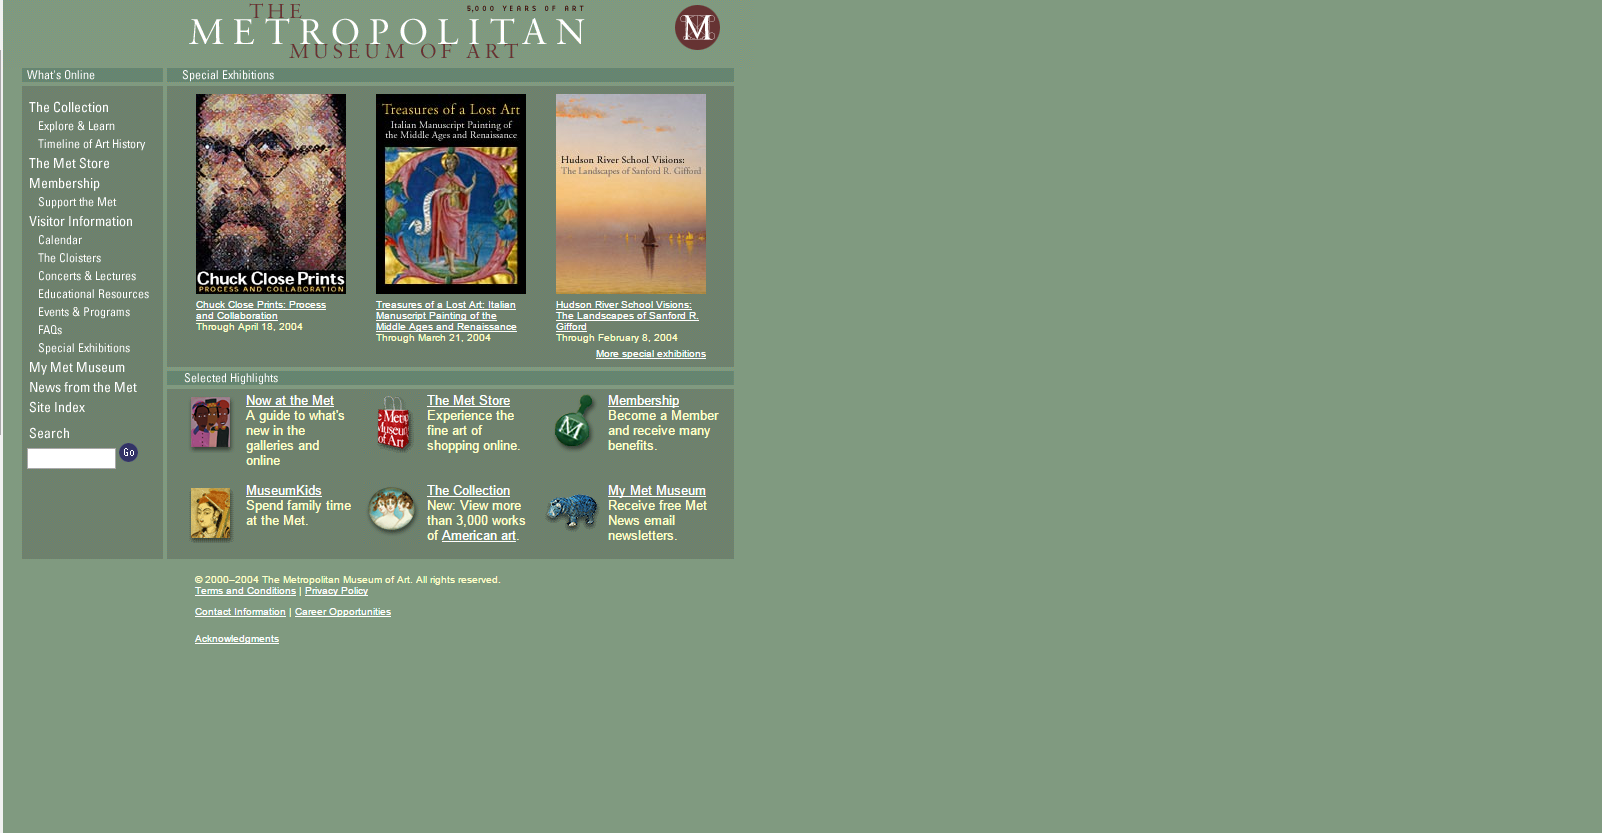 THE
5,000 YEARS OF ART
METROPOLITAN
MUSEUM OF ART
M
What's Online
The Collection
Explore & Learn
Timeline of Art History
The Met Store
Membership
Support the Met
Visitor Information
Calendar
The Cloisters
Concerts & Lectures
Educational Resources
Events & Programs
FAQs
Special Exhibitions
My Met Museum
News from the Met
Site Index
Search
Go
Special Exhibitions
Chuck Close Prints
PROCESS AND COLLABORATION
Chuck Close Prints: Process
and Collaboration
Through April 18, 2004
Treasures of a Lost Art
Italian Manuscript Painting of
the Middle Ages and Renaissance
Treasures of a Lost Art: Italian
Manuscript Painting of the
Middle Ages and Renaissance
Through March 21, 2004
Hudson River School Visions:
The Landscapes of Sanford R. Gifford
Hudson River School Visions:
The Landscapes of Sanford R.
Gifford
Through February 8, 2004
More special exhibitions
Selected Highlights
Now at the Met
A guide to what's
new in the
galleries and
online
The Metro
Museum
of Art
The Met Store
Experience the
fine art of
shopping online.
M
Membership
Become a Member
and receive many
benefits.
MuseumKids
Spend family time
at the Met.
The Collection
New: View more
than 3,000 works
of American art.
My Met Museum
Receive free Met
News email
newsletters.
© 2000–2004 The Metropolitan Museum of Art. All rights reserved.
Terms and Conditions | Privacy Policy
Contact Information | Career Opportunities
Acknowledgments